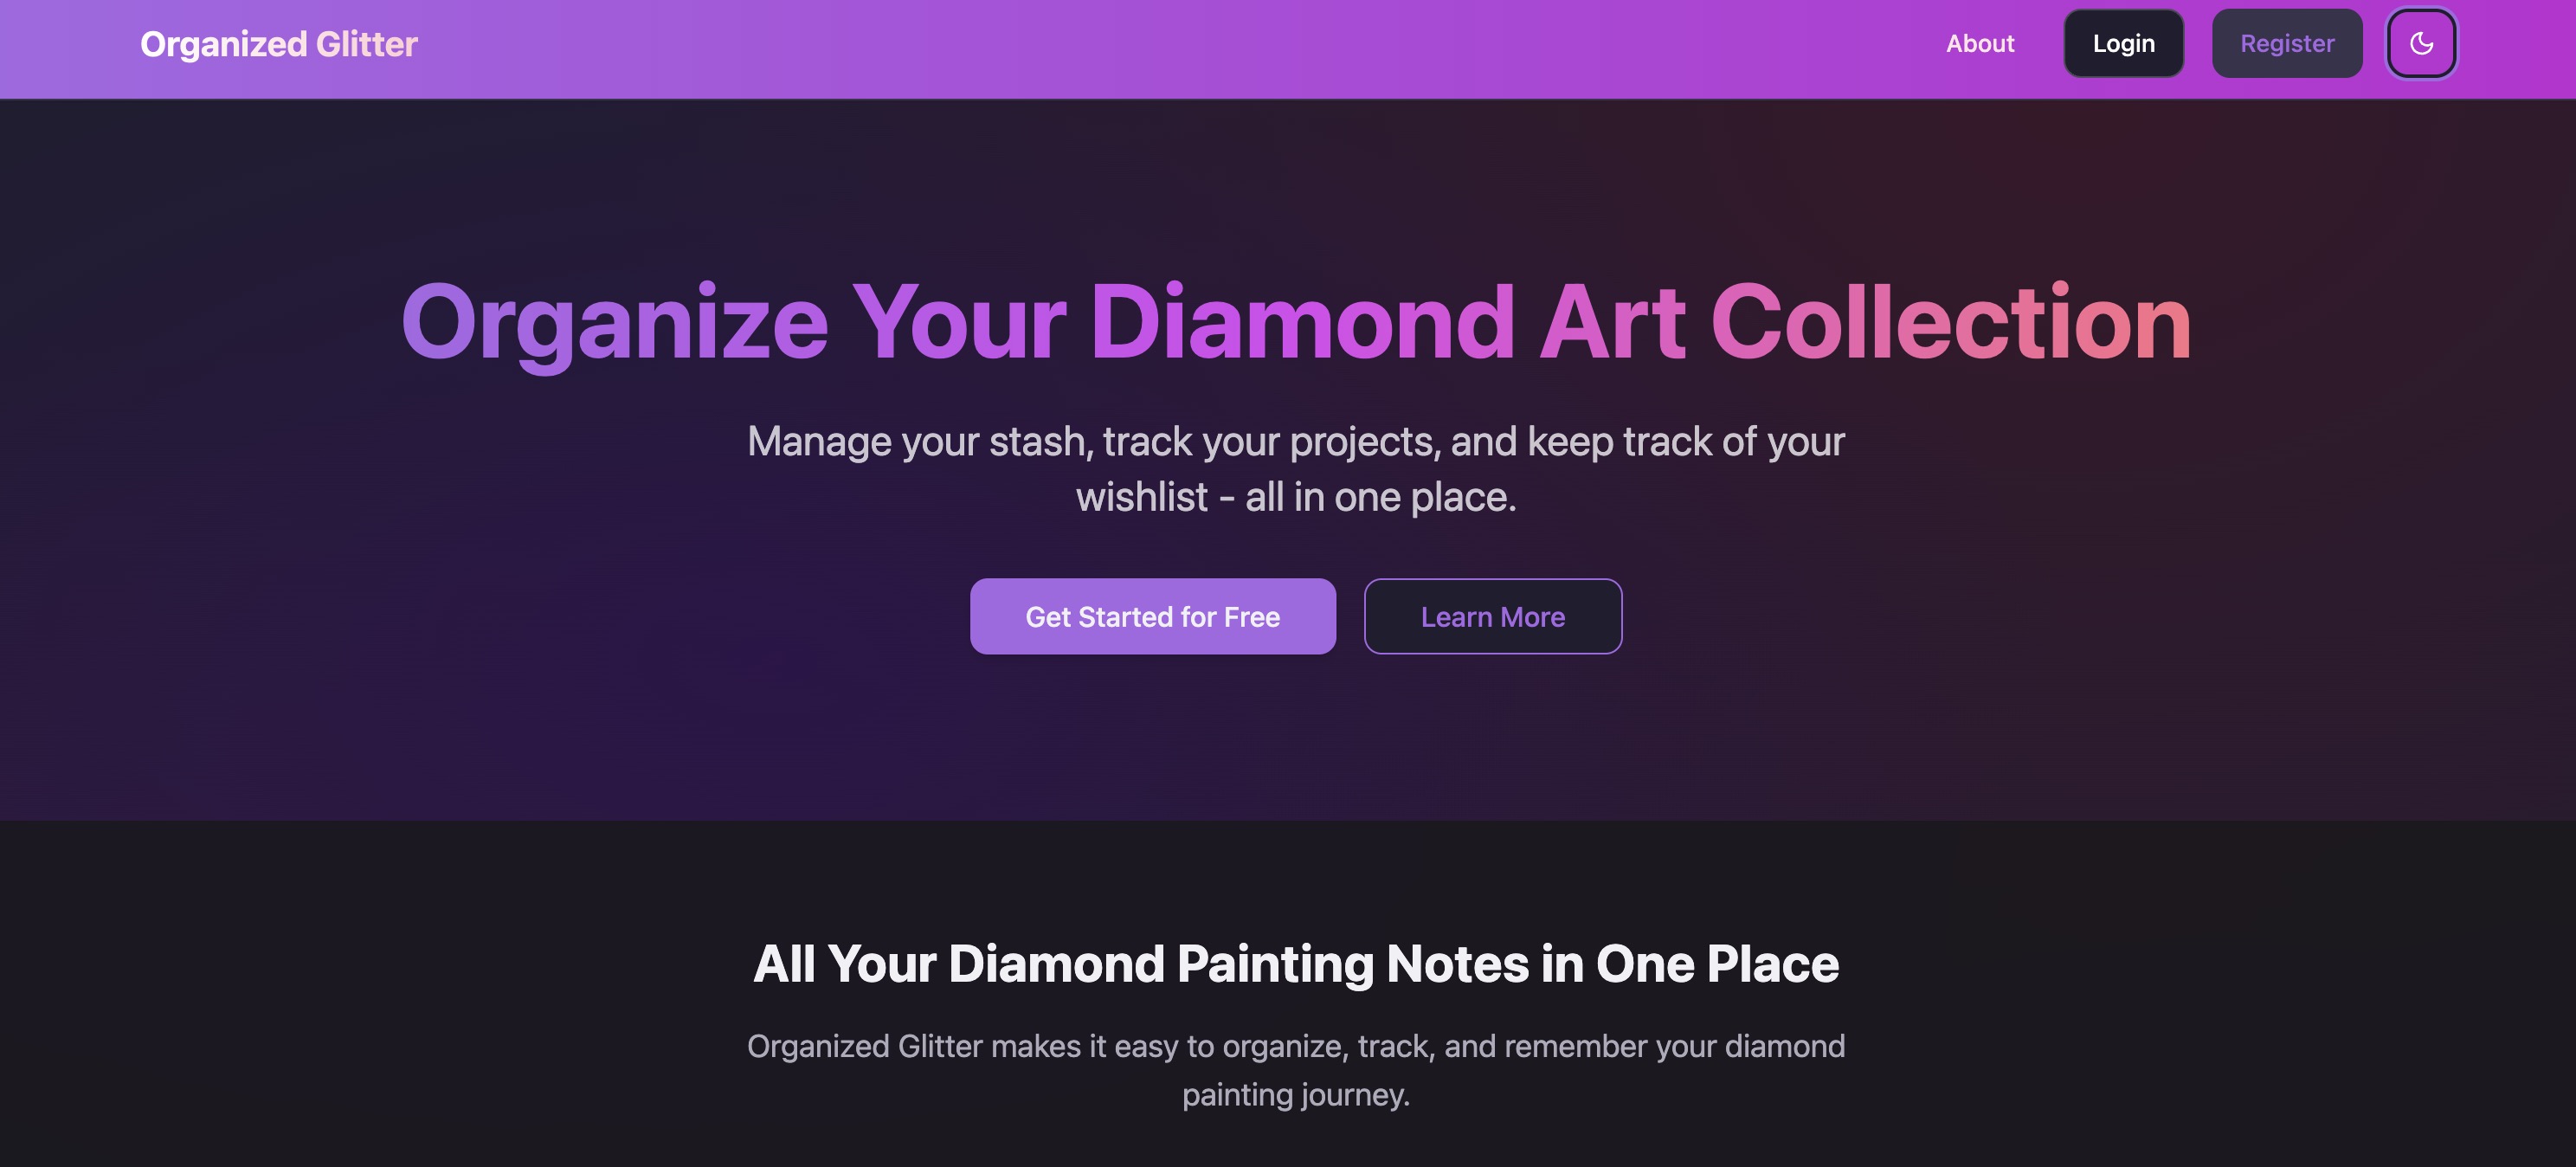 Organized Glitter
About
Login
Register
Organize Your Diamond Art Collection
Manage your stash, track your projects, and keep track of your
wishlist - all in one place.
Get Started for Free
Learn More
All Your Diamond Painting Notes in One Place
Organized Glitter makes it easy to organize, track, and remember your diamond
painting journey.